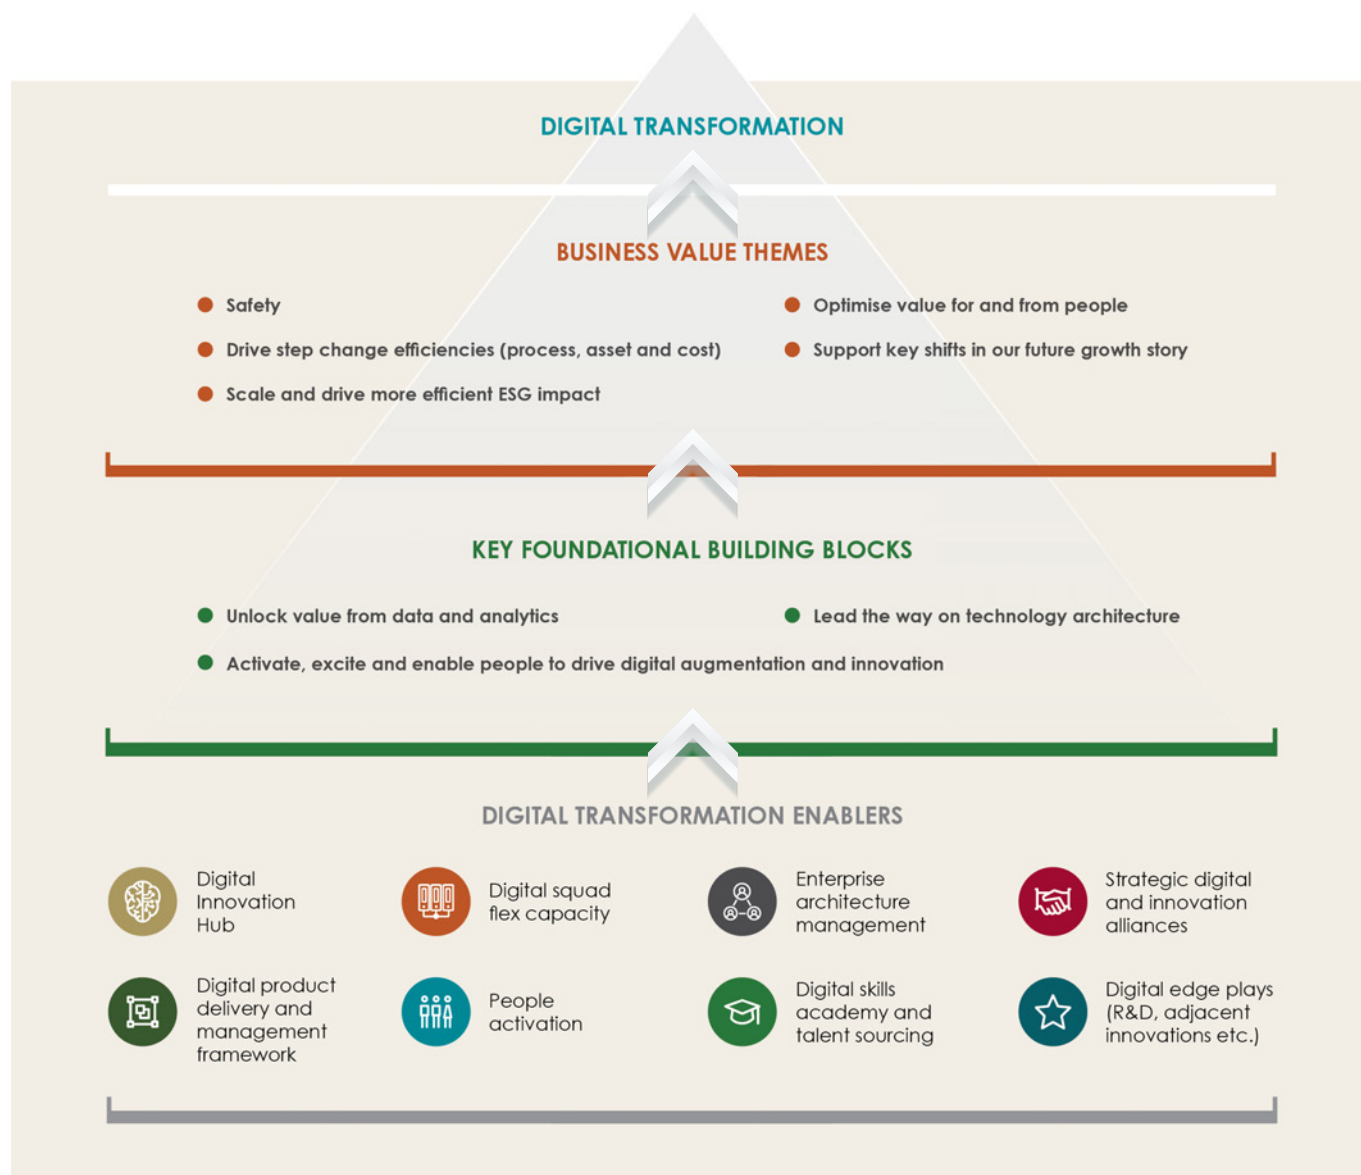 DIGITAL TRANSFORMATION
BUSINESS VALUE THEMES
Safety
Drive step change efficiencies (process, asset and cost)
Scale and drive more efficient ESG impact
Optimise value for and from people
Support key shifts in our future growth story
KEY FOUNDATIONAL BUILDING BLOCKS
Unlock value from data and analytics
Lead the way on technology architecture
Activate, excite and enable people to drive digital augmentation and innovation
DIGITAL TRANSFORMATION ENABLERS
Digital
Innovation
Hub
Digital squad
flex capacity
Enterprise
architecture
management
Strategic digital
and innovation
alliances
Digital product
delivery and
management
framework
People
activation
Digital skills
academy and
talent sourcing
Digital edge plays
(R&D, adjacent
innovations etc.)